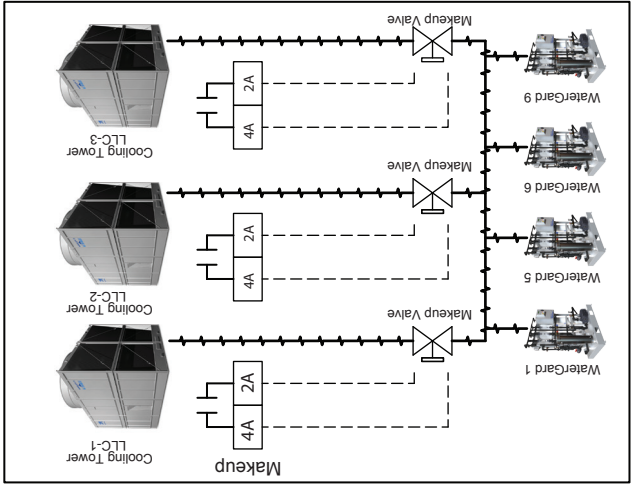 Makeup
Cooling Tower
LLC-1
4A
2A
Makeup Valve
WaterGard 1
Cooling Tower
LLC-2
4A
2A
Makeup Valve
WaterGard 5
WaterGard 6
Cooling Tower
LLC-3
4A
2A
Makeup Valve
WaterGard 9